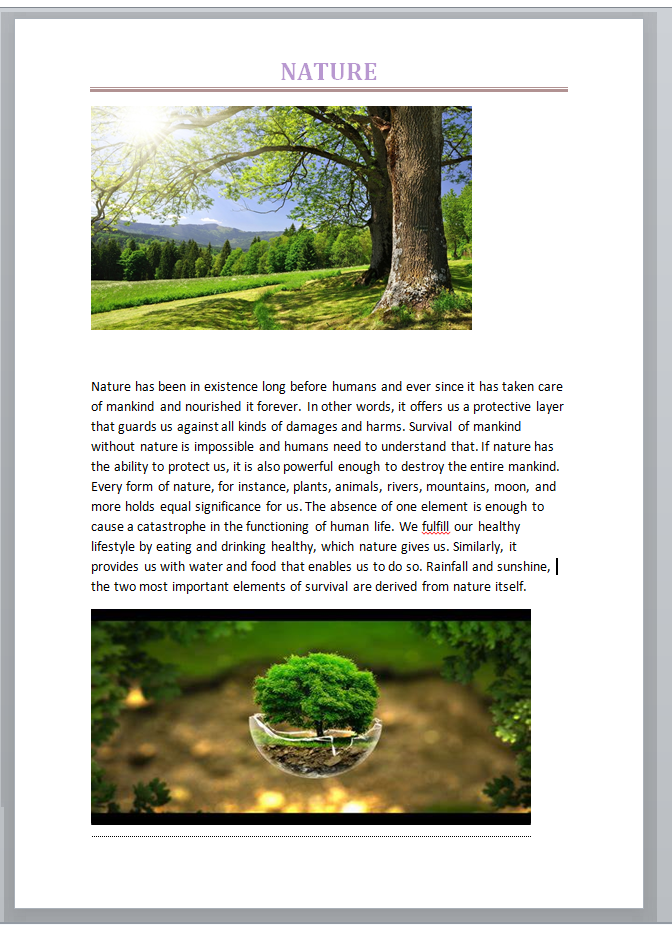 NATURE
Nature has been in existence long before humans and ever since it has taken care
of mankind and nourished it forever. In other words, it offers us a protective layer
that guards us against all kinds of damages and harms. Survival of mankind
without nature is impossible and humans need to understand that. If nature has
the ability to protect us, it is also powerful enough to destroy the entire mankind.
Every form of nature, for instance, plants, animals, rivers, mountains, moon, and
more holds equal significance for us. The absence of one element is enough to
cause a catastrophe in the functioning of human life. We fulfill our healthy
lifestyle by eating and drinking healthy, which nature gives us. Similarly, it
provides us with water and food that enables us to do so. Rainfall and sunshine,
the two most important elements of survival are derived from nature itself.